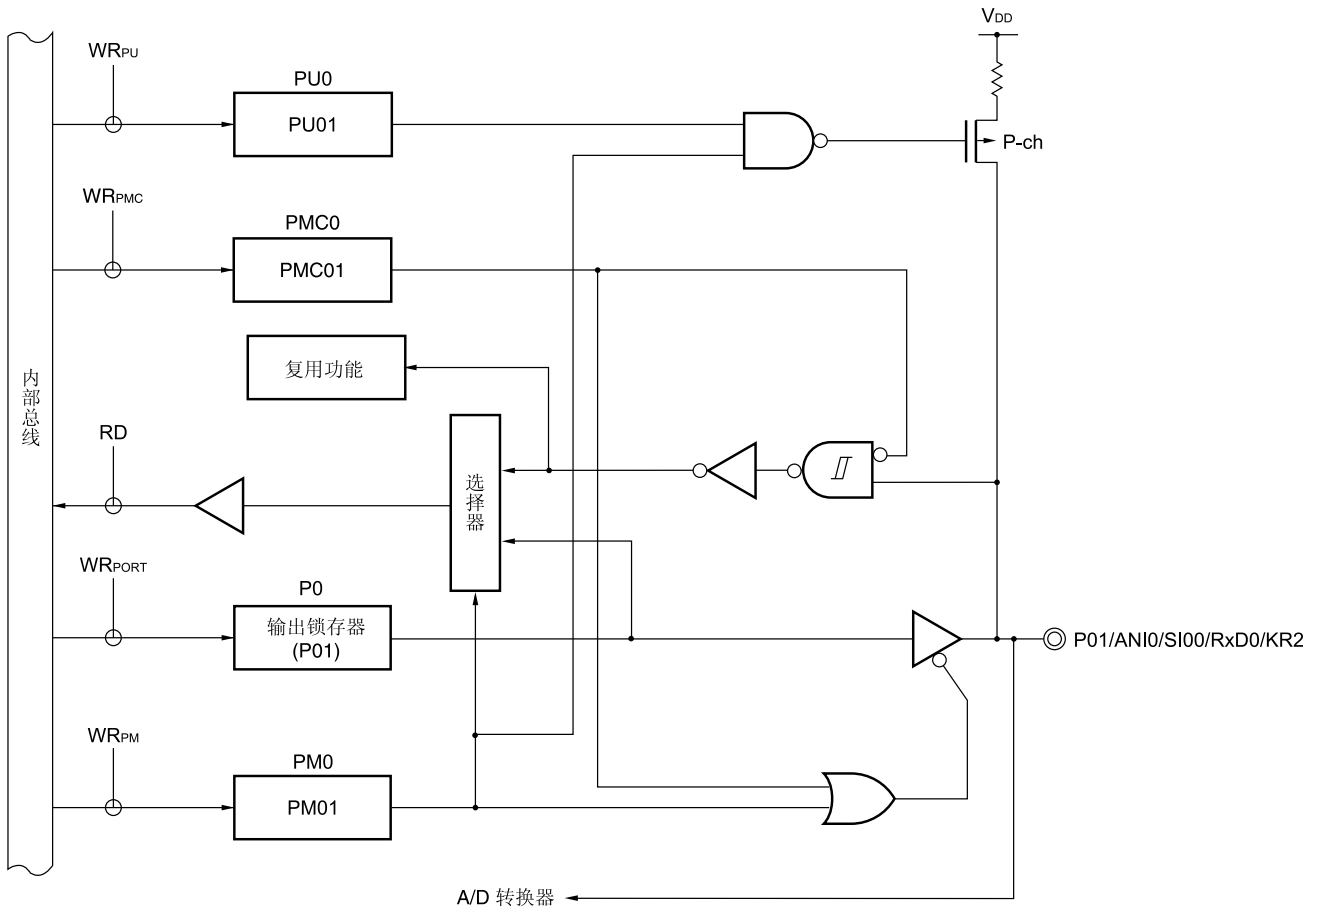 VDD
WRPU
PU0
PU01
P-ch
WRPMC
PMC0
PMC01
复用功能
内部总线
RD
选择器
WRPORT
P0
输出锁存器
(P01)
P01/ANI0/SI00/RxD0/KR2
WRPM
PM0
PM01
A/D 转换器